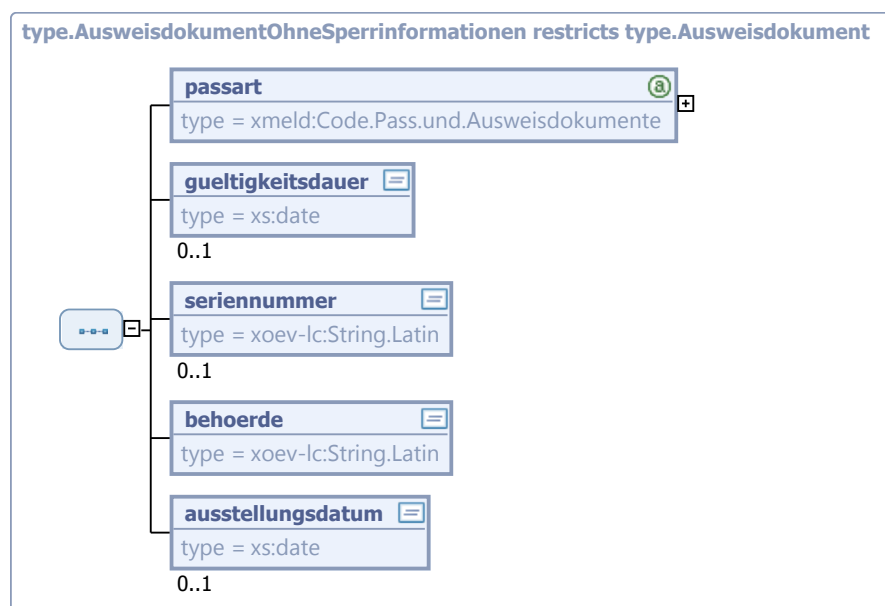 type.AusweisdokumentOhneSperrinformationen restricts type.Ausweisdokument
passart
type = xmeld:Code.Pass.und.Ausweisdokumente
gueltigkeitsdauer
type = xs:date
0..1
seriennummer
type = xoev-lc:String.Latin
0..1
behoerde
type = xoev-lc:String.Latin
ausstellungsdatum
type = xs:date
0..1